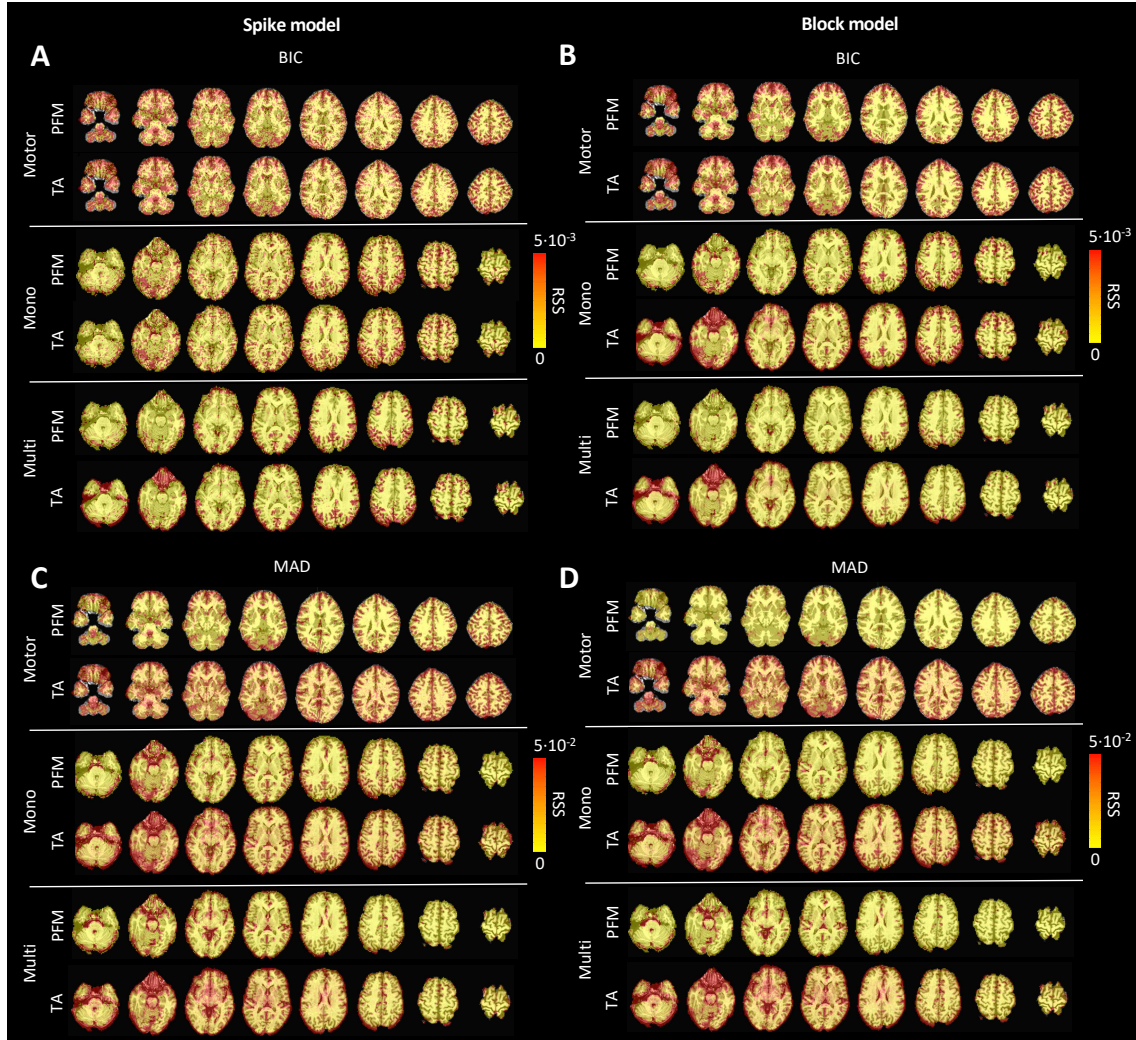 Spike model
Block model
A
BIC
B
BIC
Motor
PFM
TA
Mono
PFM
TA
Multi
PFM
TA
5·10-3
RSS
0
Motor
PFM
TA
Mono
PFM
TA
Multi
PFM
TA
5·10-3
RSS
0
C
MAD
D
MAD
Motor
PFM
TA
Mono
PFM
TA
Multi
PFM
TA
5·10-2
RSS
0
Motor
PFM
TA
Mono
PFM
TA
Multi
PFM
TA
5·10-2
RSS
0